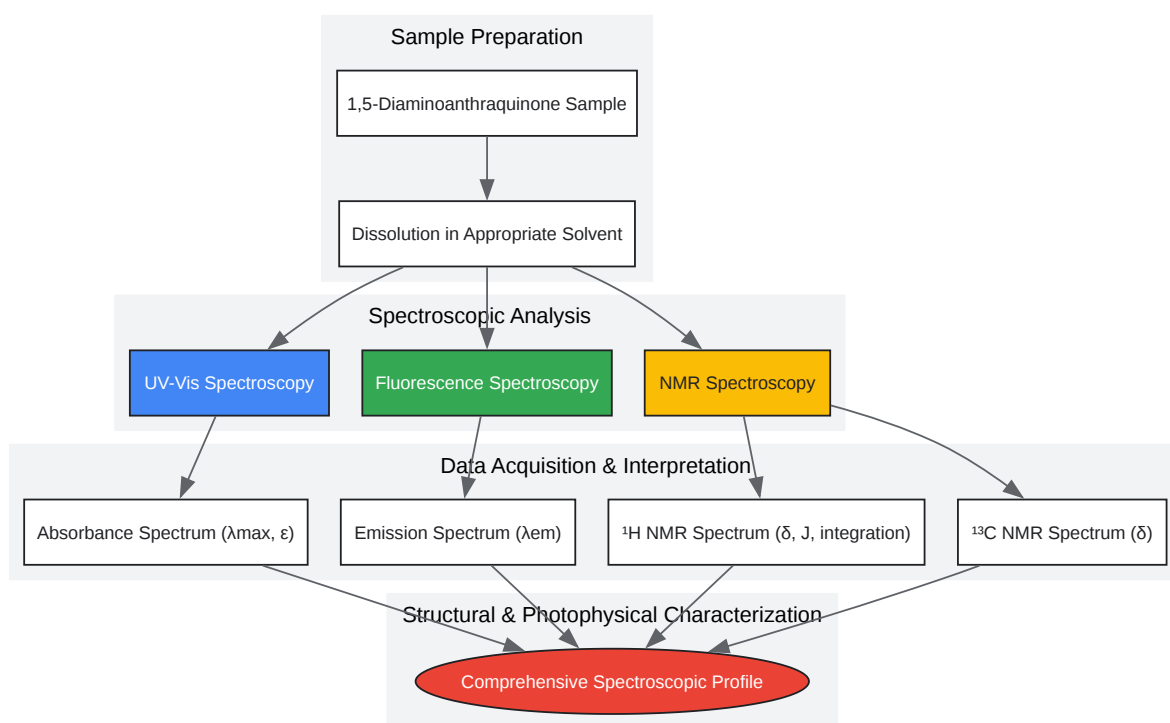 Sample Preparation
1,5-Diaminoanthraquinone Sample
Dissolution in Appropriate Solvent
Spectroscopic Analysis
UV-Vis Spectroscopy
Fluorescence Spectroscopy
NMR Spectroscopy
Data Acquisition & Interpretation
Absorbance Spectrum (λmax, ε)
Emission Spectrum (λem)
¹H NMR Spectrum (δ, J, integration)
¹³C NMR Spectrum (δ)
Structural & Photophysical Characterization
Comprehensive Spectroscopic Profile